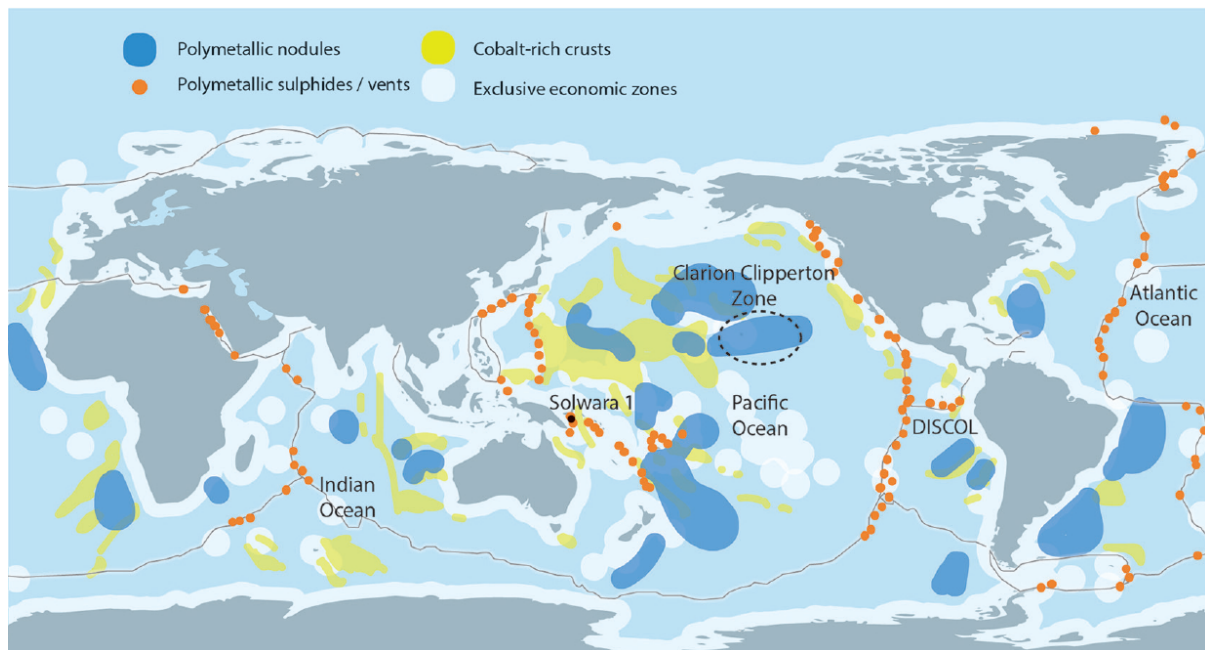 Polymetallic nodules
Cobalt-rich crusts
Polymetallic sulphides / vents
Exclusive economic zones
Clarion Clipperton
Zone
Atlantic
Ocean
Solwara 1
Pacific
Ocean
DISCOL
Indian
Ocean